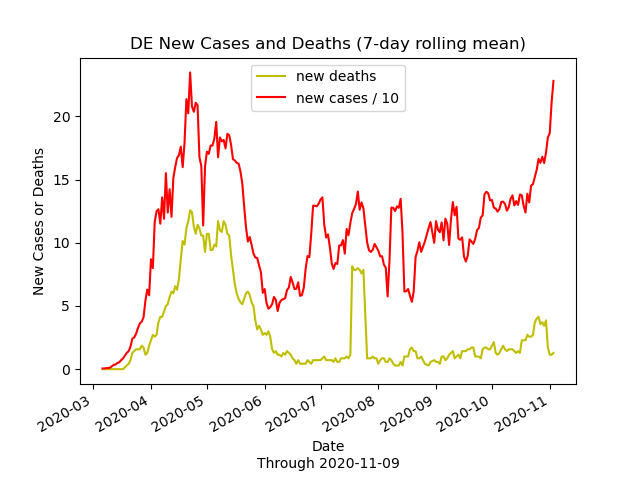 DE New Cases and Deaths (7-day rolling mean)
new deaths
new cases / 10
New Cases or Deaths
20
15
10
5
0
2020-03
2020-04
2020-05
2020-06
2020-07
2020-08
2020-09
2020-10
2020-11
Date
Through 2020-11-09